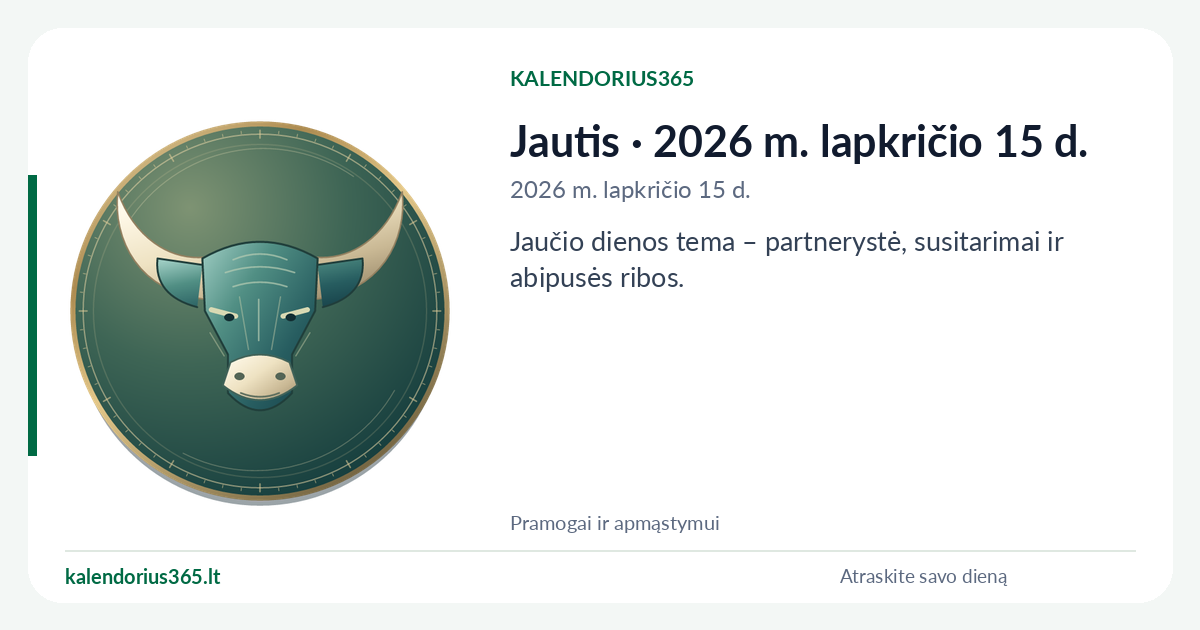 KALENDORIUS365
Jautis · 2026 m. lapkričio 15 d.
2026 m. lapkričio 15 d.
Jaučio dienos tema – partnerystė, susitarimai ir
abipusės ribos.
Pramogai ir apmąstymui
kalendorius365.lt
Atraskite savo dieną